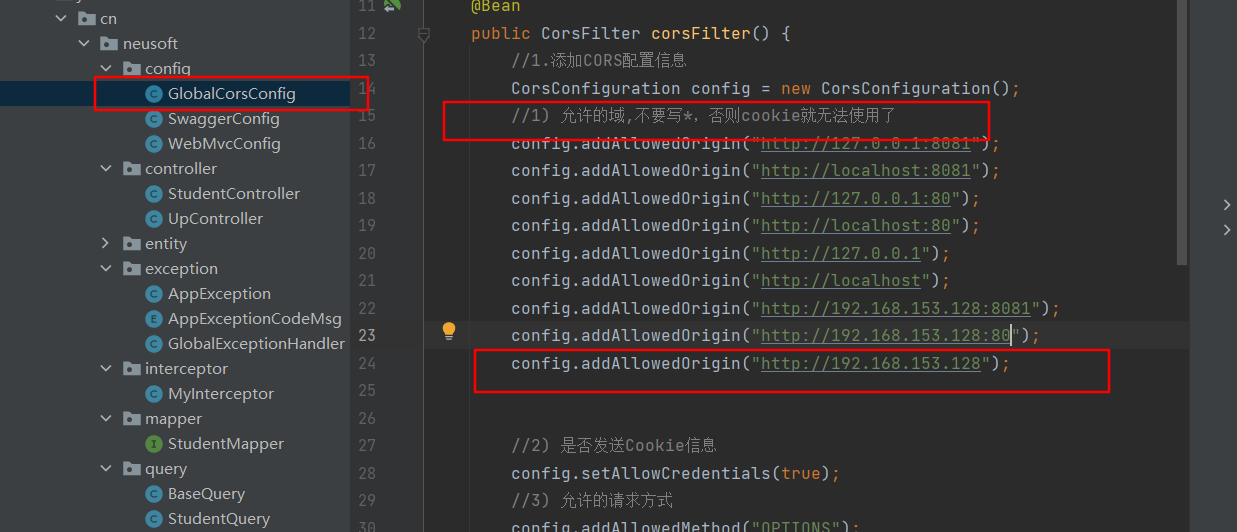 cn
neusoft
config
GlobalCorsConfig
SwaggerConfig
WebMvcConfig
controller
StudentController
UpController
entity
exception
AppException
AppExceptionCodeMsg
GlobalExceptionHandler
interceptor
MyInterceptor
mapper
StudentMapper
query
BaseQuery
StudentQuery
11 @Bean
12 public CorsFilter corsFilter() {
13 //1.添加CORS配置信息
14 CorsConfiguration config = new CorsConfiguration();
15 //1) 允许的域,不要写*，否则cookie就无法使用了
16 config.addAllowedOrigin("http://127.0.0.1:8081");
17 config.addAllowedOrigin("http://localhost:8081");
18 config.addAllowedOrigin("http://127.0.0.1:80");
19 config.addAllowedOrigin("http://localhost:80");
20 config.addAllowedOrigin("http://127.0.0.1");
21 config.addAllowedOrigin("http://localhost");
22 config.addAllowedOrigin("http://192.168.153.128:8081");
23 config.addAllowedOrigin("http://192.168.153.128:80");
24 config.addAllowedOrigin("http://192.168.153.128");
25
26
27 //2) 是否发送Cookie信息
28 config.setAllowCredentials(true);
29 //3) 允许的请求方式
30 config.addAllowedMethod("OPTIONS");